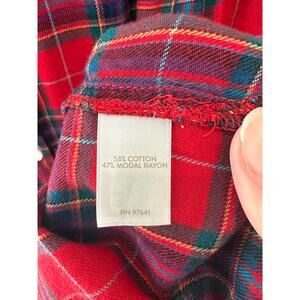 53% COTTON
47% MODAL RAYON
RN 97641